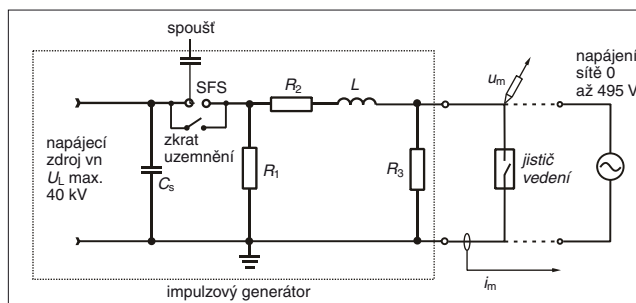 spoušť
SFS
R2
L
zkrat
uzemnění
napájecí
zdroj vn
UL max.
40 kV
Cs
R1
R3
um
napájení
sítě 0
až 495 V
jistič
vedení
im
impulzový generátor